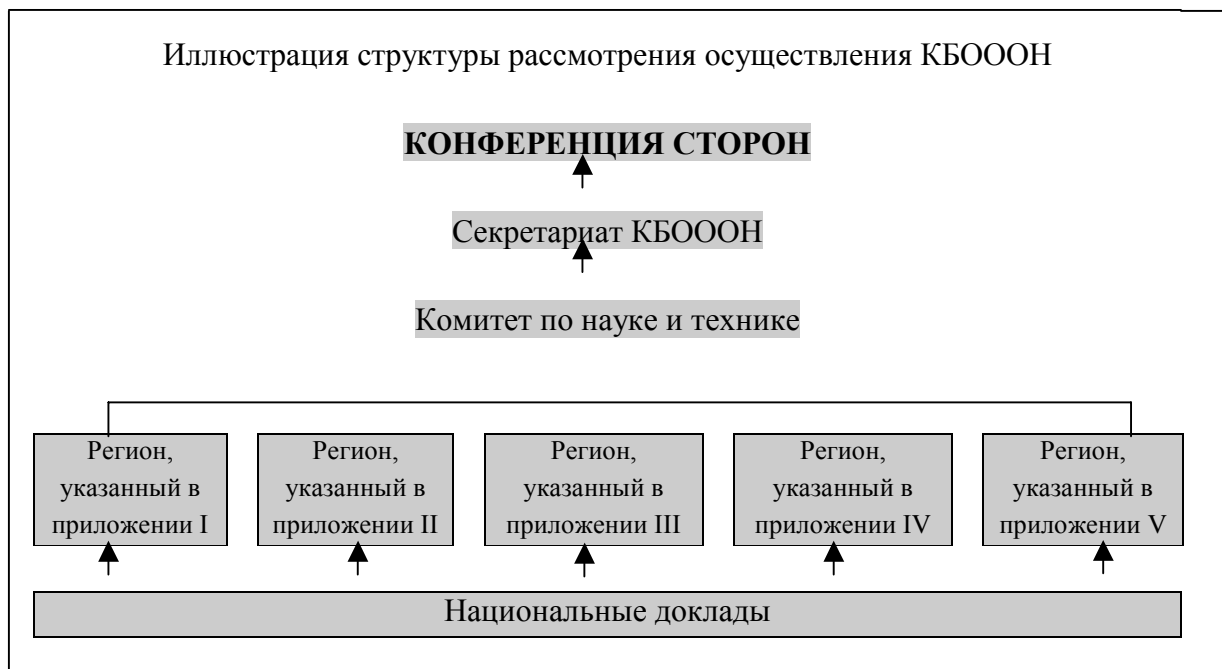 Иллюстрация структуры рассмотрения осуществления КБОООН
КОНФЕРЕНЦИЯ СТОРОН
Секретариат КБОООН
Комитет по науке и технике
Регион,
указанный в
приложении I
Регион,
указанный в
приложении II
Регион,
указанный в
приложении III
Регион,
указанный в
приложении IV
Регион,
указанный в
приложении V
Национальные доклады